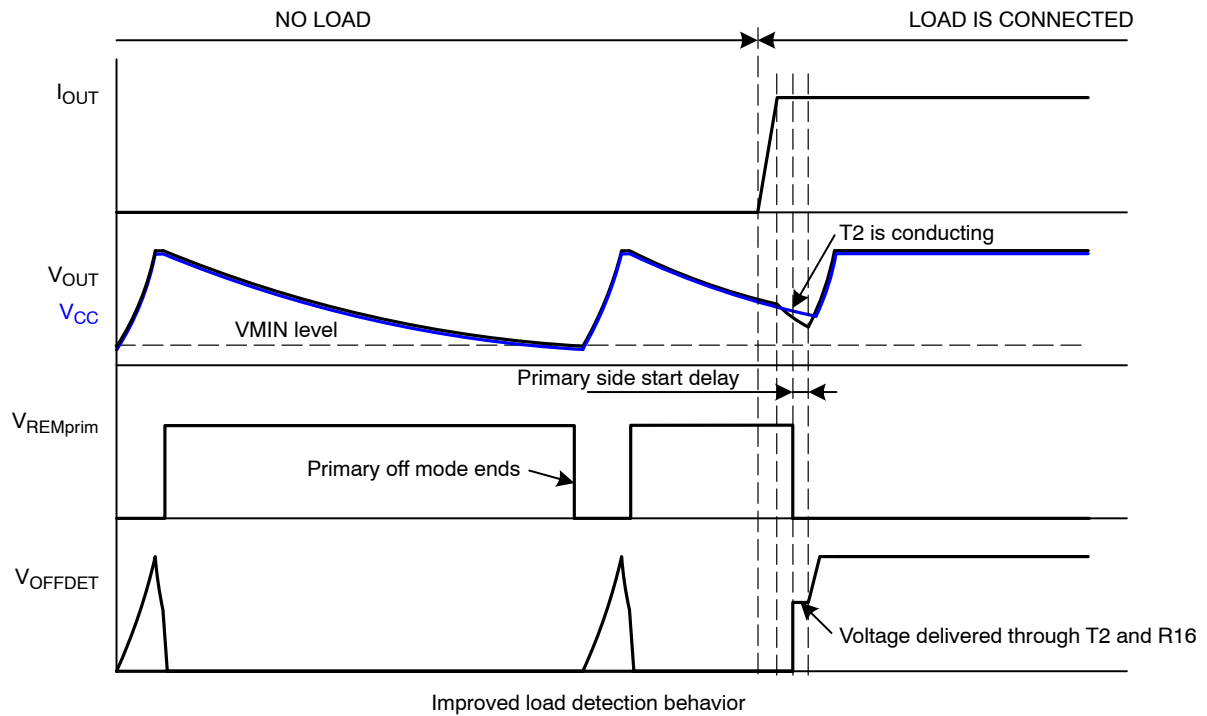 NO LOAD
LOAD IS CONNECTED
IOUT
T2 is conducting
VOUT
VCC
VMIN level
Primary side start delay
VREMprim
Primary off mode ends
VOFFDET
Voltage delivered through T2 and R16
Improved load detection behavior